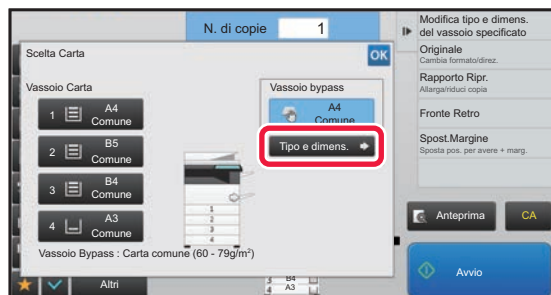 N. di copie 1
Scelta Carta
OK
Vassoio Carta
1 A4
Comune
2 B5
Comune
3 B4
Comune
4 A3
Comune
Vassoio bypass
A4
Comune
Tipo e dimens.
1
2
3
4
Vassoio Bypass : Carta comune (60 - 79g/m²)
Altri
3 B4
4 A3
Modifica tipo e dimens.
del vassoio specificato
Originale
Cambia formato/direz.
Rapporto Ripr.
Allarga/riduci copia
Fronte Retro
Spost.Margine
Sposta pos. per avere + marg.
Anteprima
CA
Avvio